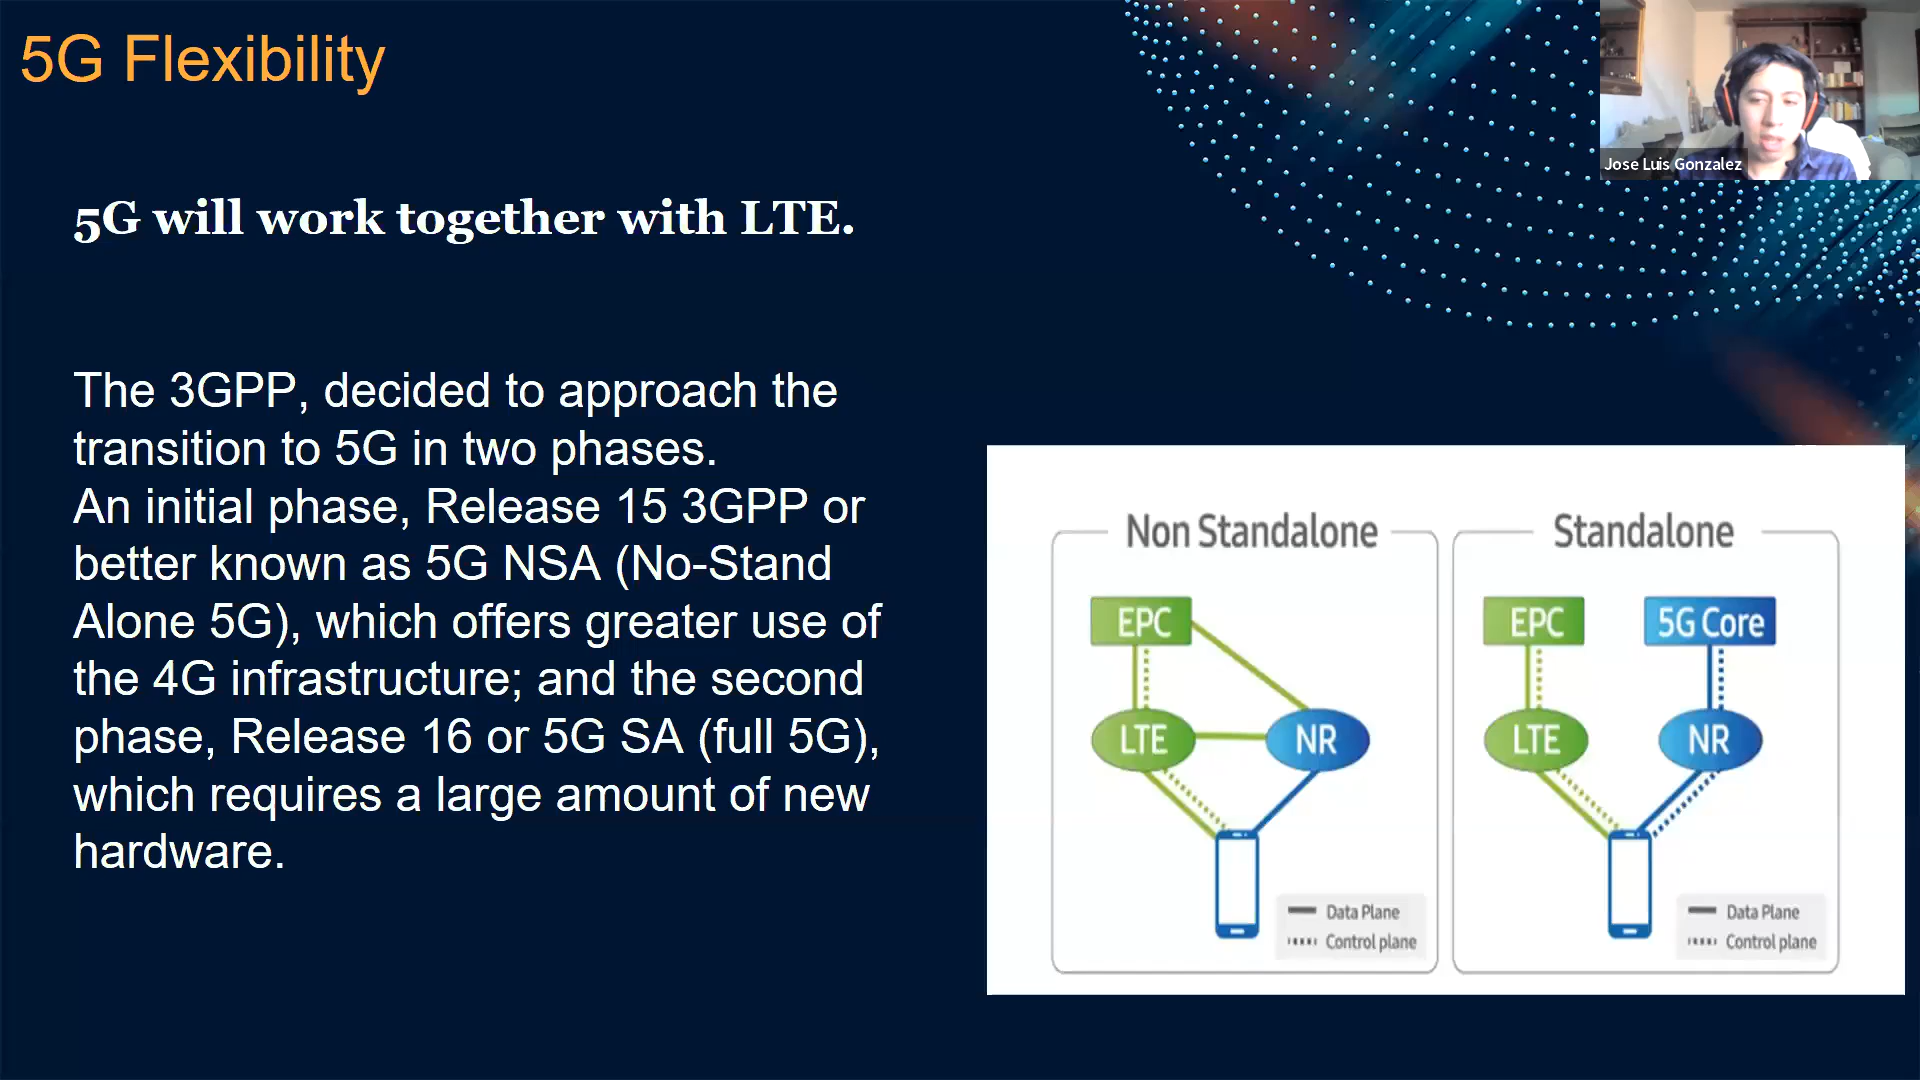 5G Flexibility
Jose Luis Gonzalez
5G will work together with LTE.
The 3GPP, decided to approach the
transition to 5G in two phases.
An initial phase, Release 15 3GPP or
better known as 5G NSA (No-Stand
Alone 5G), which offers greater use of
the 4G infrastructure; and the second
phase, Release 16 or 5G SA (full 5G),
which requires a large amount of new
hardware.
Non Standalone
EPC
LTE
NR
Data Plane
Control plane
Standalone
EPC
5G Core
LTE
NR
Data Plane
Control plane